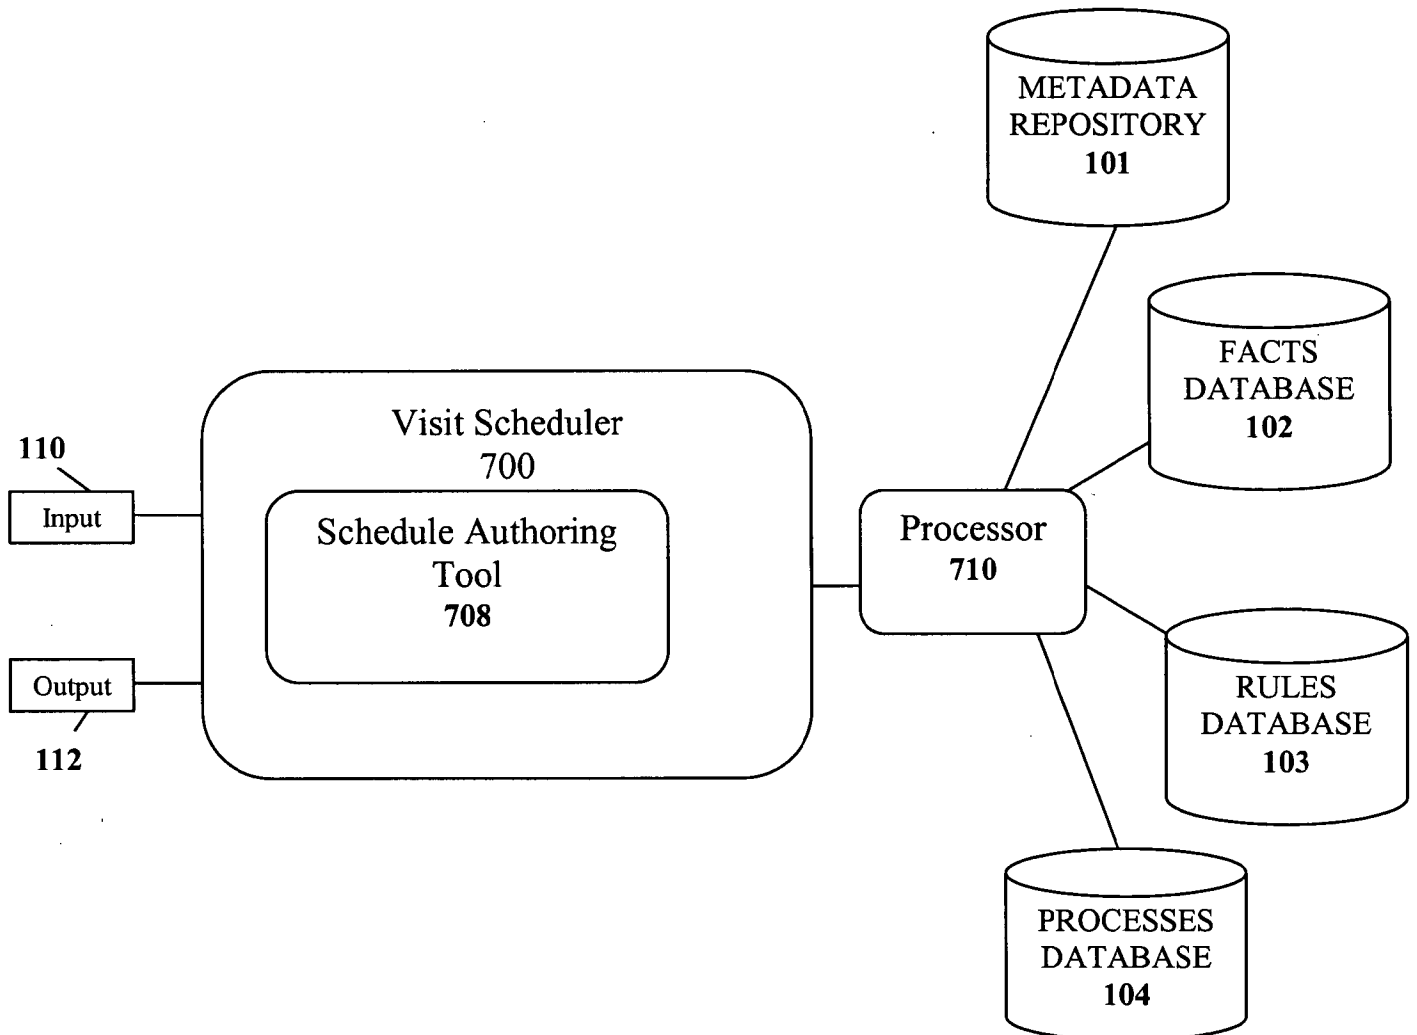 METADATA
REPOSITORY
101
FACTS
DATABASE
102
Visit Scheduler
700
110
Input
Schedule Authoring
Tool
708
Processor
710
Output
112
RULES
DATABASE
103
PROCESSES
DATABASE
104